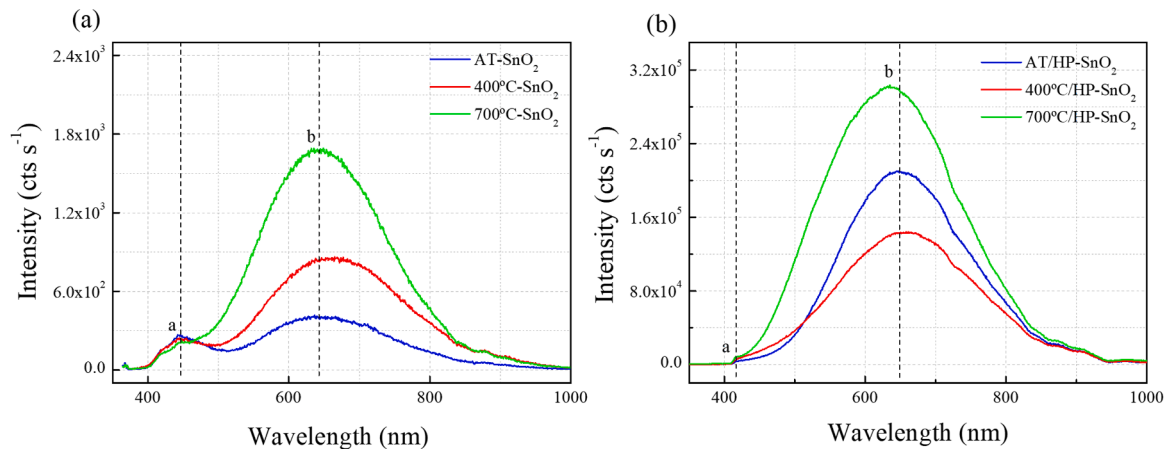 (a)
2.4x10³
1.8x10³
1.2x10³
6.0x10²
0.0
Intensity (cts s⁻¹)
AT-SnO₂
400ºC-SnO₂
700ºC-SnO₂
b
a
400
600
800
1000
Wavelength (nm)
(b)
3.2x10⁵
2.4x10⁵
1.6x10⁵
8.0x10⁴
0.0
Intensity (cts s⁻¹)
AT/HP-SnO₂
400ºC/HP-SnO₂
700ºC/HP-SnO₂
b
a
400
600
800
1000
Wavelength (nm)